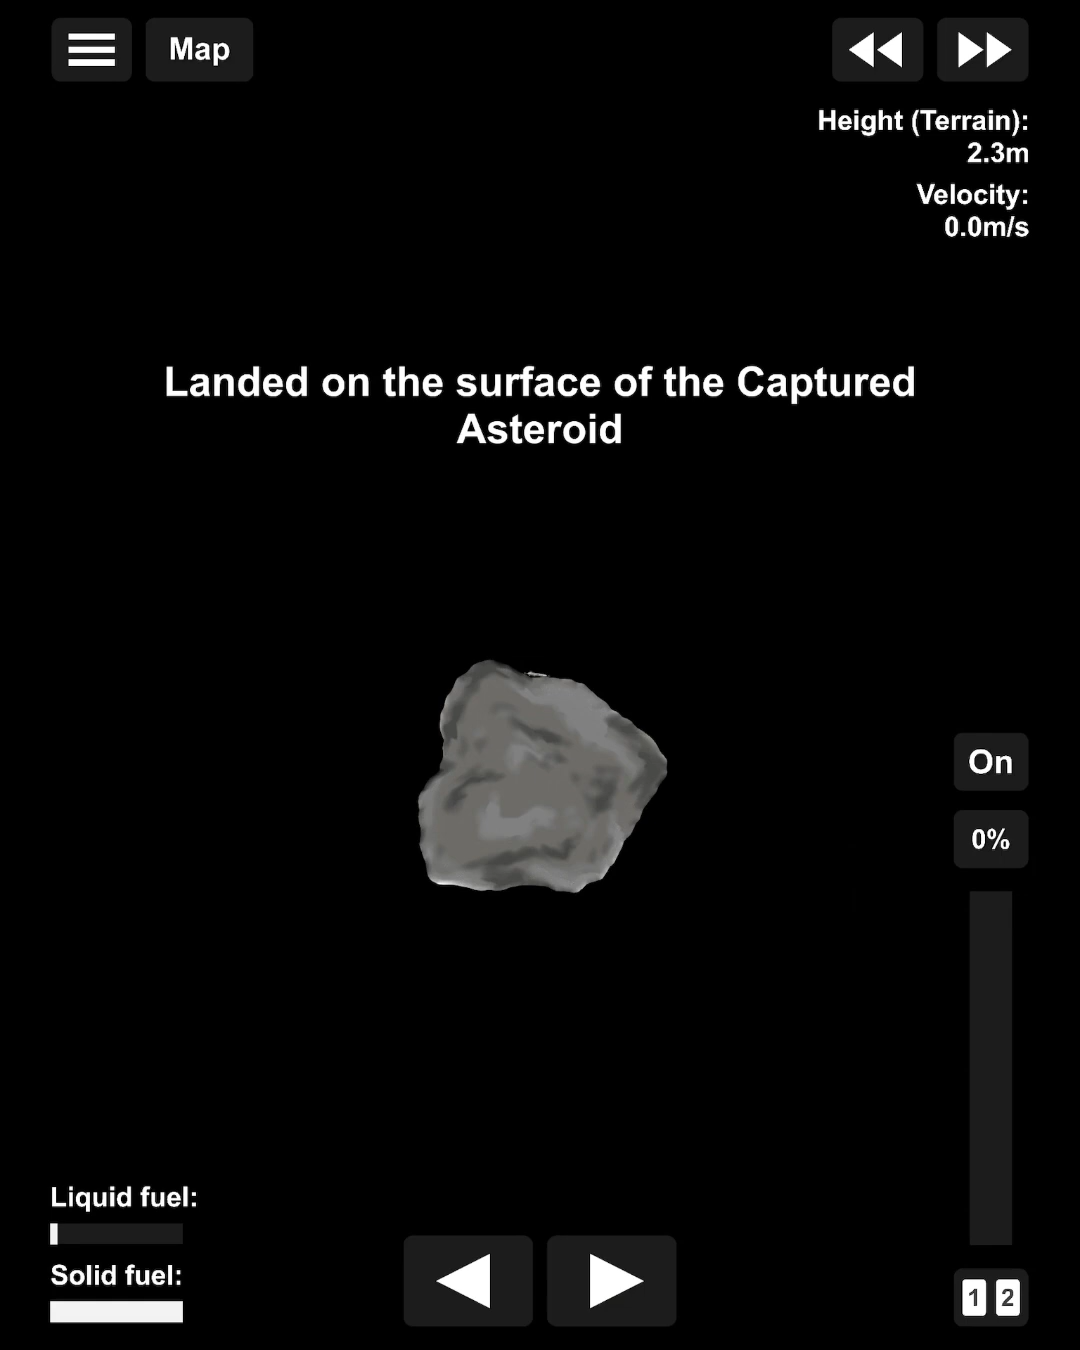 Map
Height (Terrain):
2.3m
Velocity:
0.0m/s
Landed on the surface of the Captured
Asteroid
On
0%
Liquid fuel:
Solid fuel:
1 2